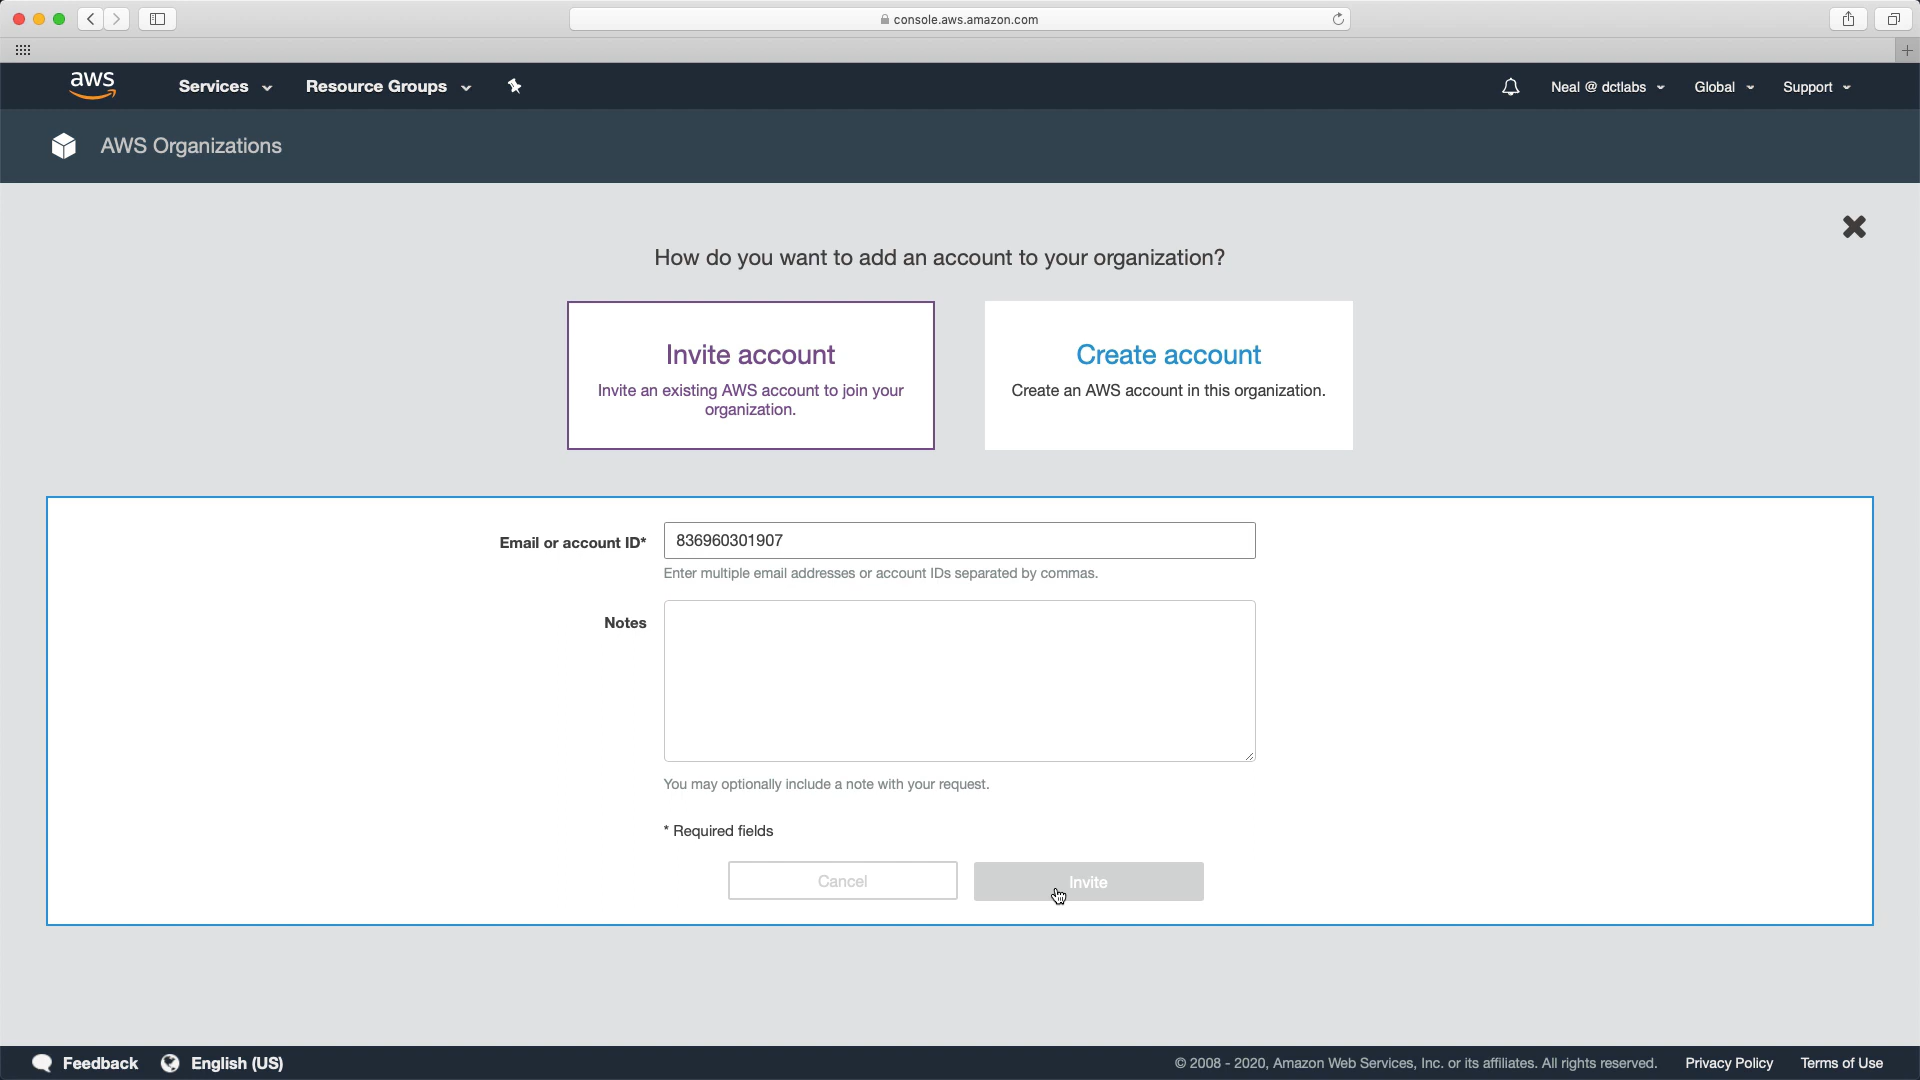 console.aws.amazon.com
aws
Services
Resource Groups
Neal @ dctlabs
Global
Support
AWS Organizations
How do you want to add an account to your organization?
Invite account
Invite an existing AWS account to join your
organization.
Create account
Create an AWS account in this organization.
Email or account ID*
836960301907
Enter multiple email addresses or account IDs separated by commas.
Notes
You may optionally include a note with your request.
* Required fields
Cancel
Invite
Feedback
English (US)
© 2008 - 2020, Amazon Web Services, Inc. or its affiliates. All rights reserved.
Privacy Policy
Terms of Use